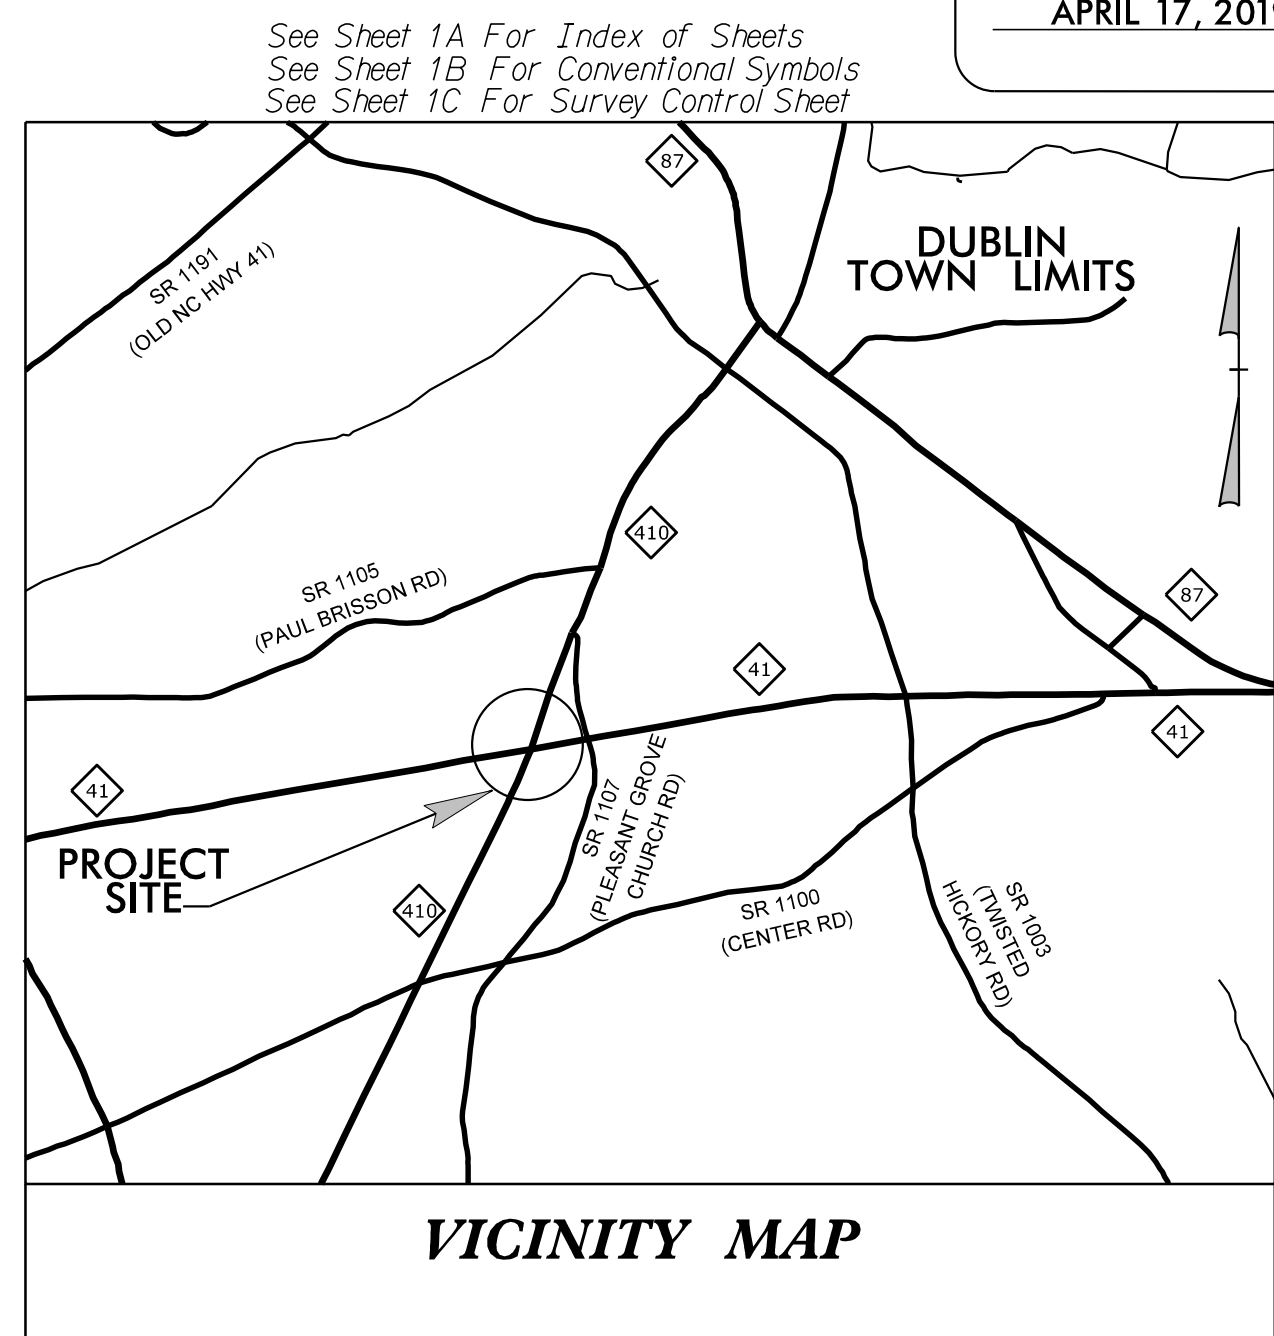 APRIL 17, 201
See Sheet 1A For Index of Sheets
See Sheet 1B For Conventional Symbols
See Sheet 1C For Survey Control Sheet
87
DUBLIN
TOWN LIMITS
SR 1191
(OLD NC HWY 41)
410
SR 1105
(PAUL BRISSON RD)
87
41
41
41
SR 1107
(PLEASANT GROVE
CHURCH RD)
PROJECT
SITE
410
SR 1100
(CENTER RD)
SR 1003
(TWISTED
HICKORY RD)
VICINITY MAP